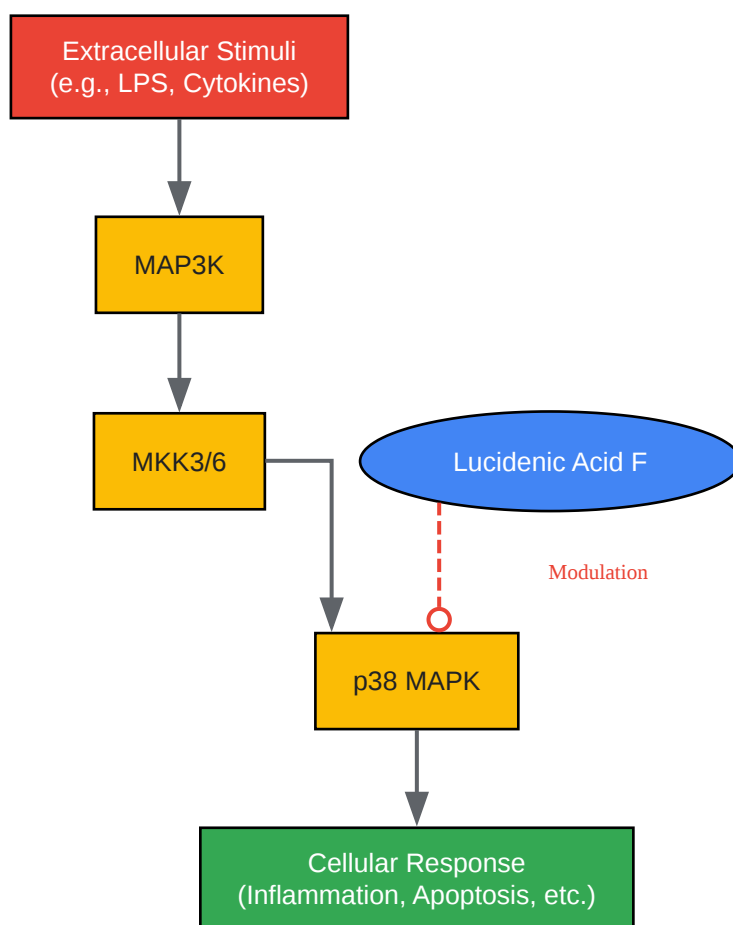 Extracellular Stimuli
(e.g., LPS, Cytokines)
MAP3K
MKK3/6
Lucidenic Acid F
Modulation
p38 MAPK
Cellular Response
(Inflammation, Apoptosis, etc.)